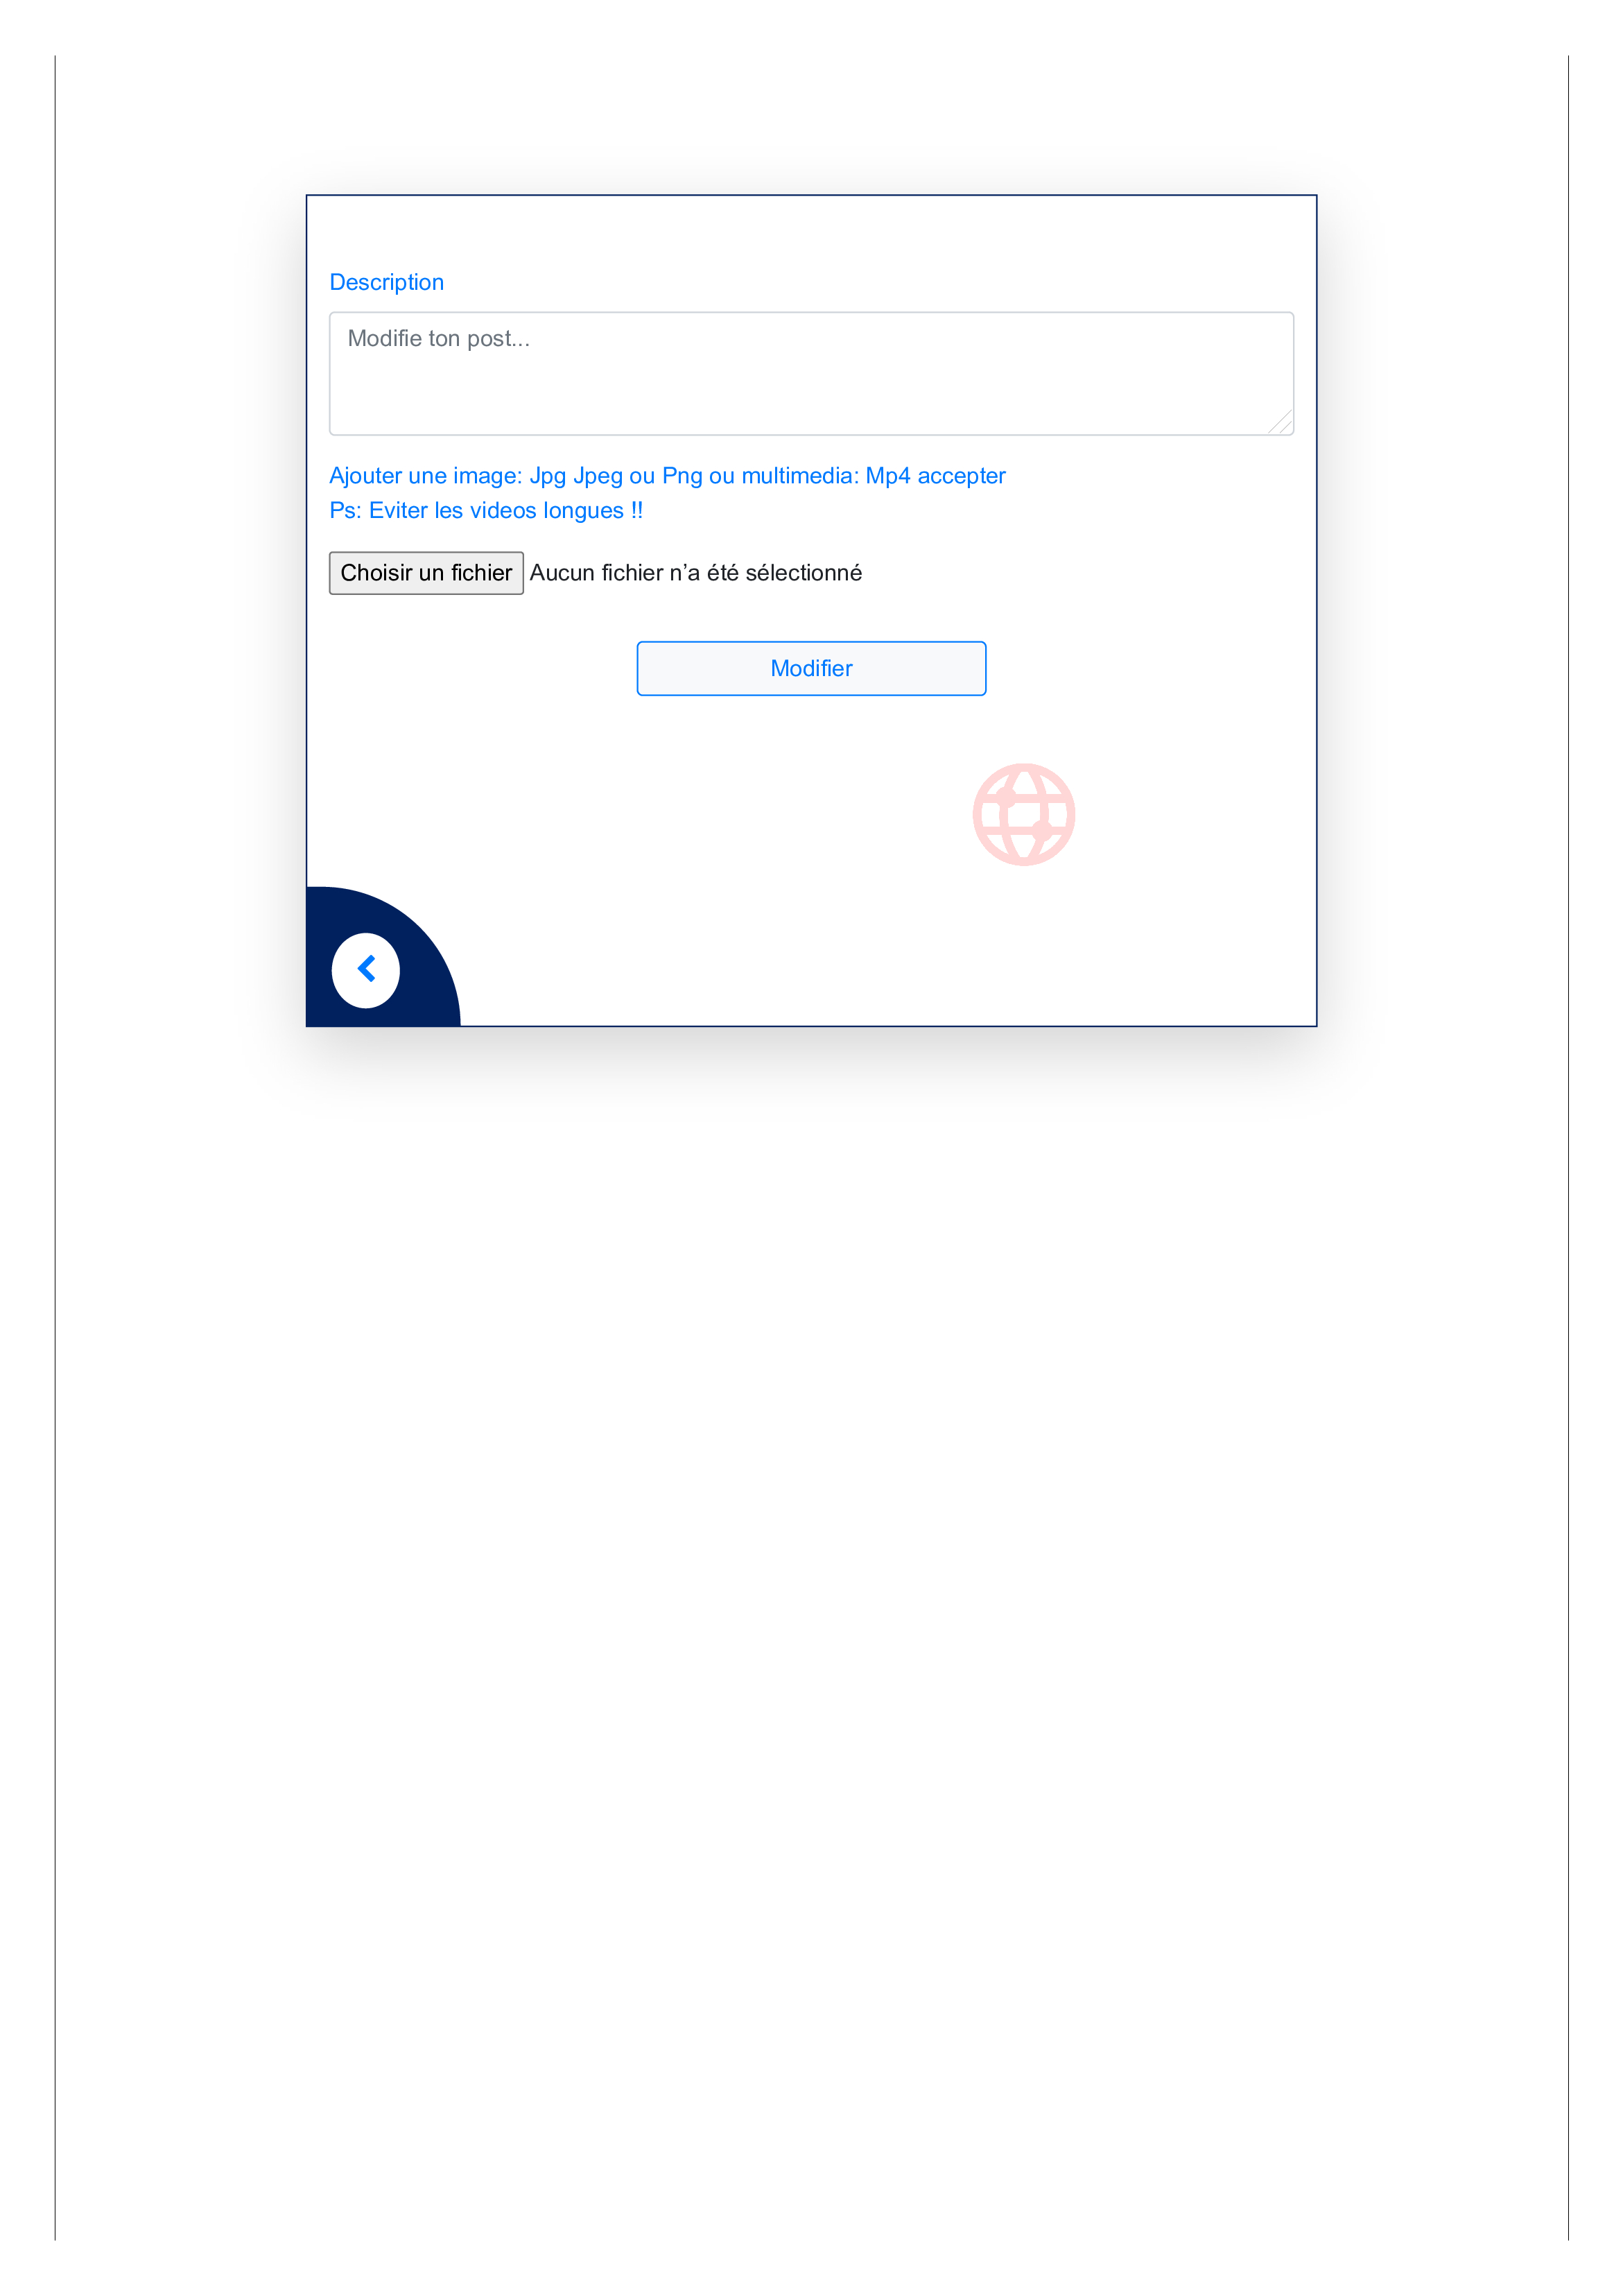 Description
Modifie ton post...
Ajouter une image: Jpg Jpeg ou Png ou multimedia: Mp4 accepter
Ps: Eviter les videos longues !!
Choisir un fichier Aucun fichier n’a été sélectionné
Modifier